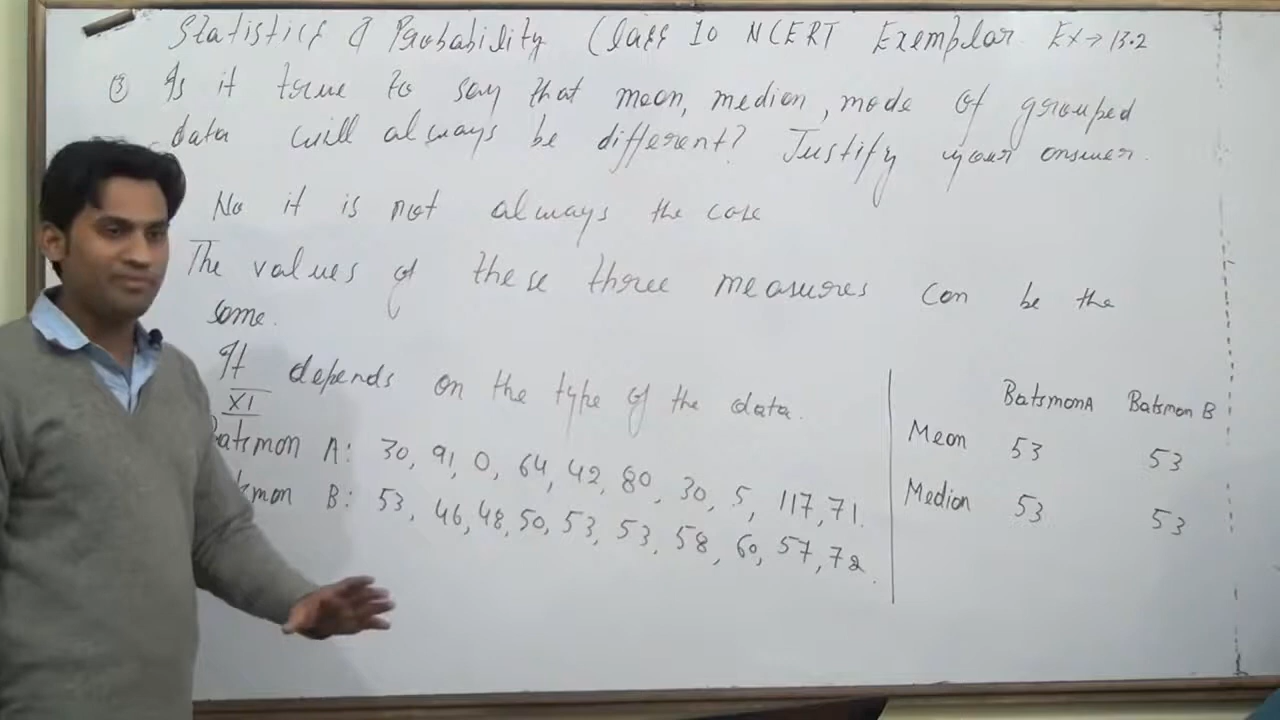 Statistics & Probability Class 10 NCERT Exemplar Ex→13.2
③ Is it true to say that mean, median, mode of grouped
data will always be different? Justify your answer.
No it is not always the case
The values of these three measures can be the
same.
It depends on the type of the data.
XI
Batsman A: 30, 91, 0, 64, 42, 80, 30, 5, 117, 71.
B: 53, 46, 48, 50, 53, 53, 58, 60, 57, 72.
Batsman A Batsman B
Mean 53 53
Median 53 53